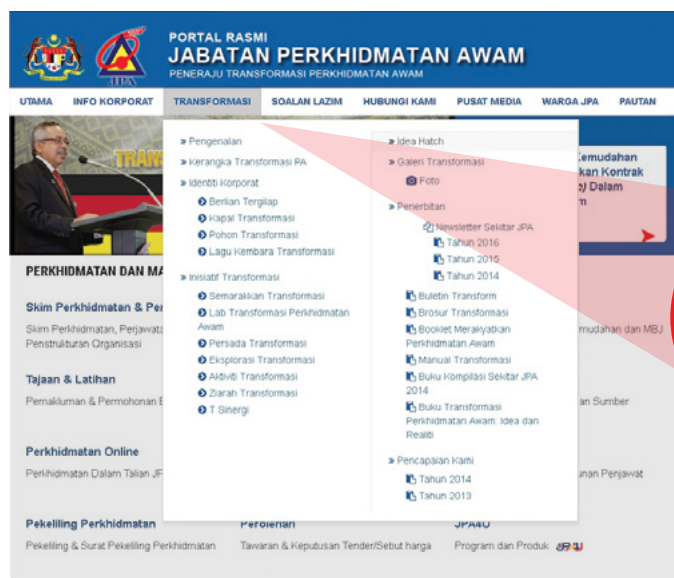 PORTAL RASMI
JABATAN PERKHIDMATAN AWAM
PENERAJU TRANSFORMASI PERKHIDMATAN AWAM
JPA
UTAMA INFO KORPORAT TRANSFORMASI SOALAN LAZIM HUBUNGI KAMI PUSAT MEDIA WARGA JPA PAUTAN
» Pengenalan
» Kerangka Transformasi PA
» Identiti Korporat
Berlian Tergilap
Kapal Transformasi
Pohon Transformasi
Lagu Kembara Transformasi
» Inisiatif Transformasi
Semarakkan Transformasi
Lab Transformasi Perkhidmatan
Awam
Persada Transformasi
Eksplorasi Transformasi
Aktiviti Transformasi
Ziarah Transformasi
T Sinergi
» Idea Hatch
» Galeri Transformasi
Foto
» Penerbitan
Newsletter Sekitar JPA
Tahun 2016
Tahun 2015
Tahun 2014
Buletin Transform
Brosur Transformasi
Booklet Merakyatkan
Perkhidmatan Awam
Manual Transformasi
Buku Kompilasi Sekitar JPA
2014
Buku Transformasi
Perkhidmatan Awam: Idea dan
Realiti
» Pencapaian Kami
Tahun 2014
Tahun 2013
TRANS
Kontrak
Dalam
PERKHIDMATAN DAN MA
Skim Perkhidmatan & Per
Skim Perkhidmatan, Perjawata
Penstrukturan Organisasi
mudahan dan MBJ
Tajaan & Latihan
Pemakluman & Permohonan B
an Sumber
Perkhidmatan Online
Perkhidmatan Dalam Talian JP
unan Penjawat
Pekeliling Perkhidmatan Perolehan JPA4U
Pekeliling & Surat Pekeliling Perkhidmatan Tawaran & Keputusan Tender/Sebut harga Program dan Produk